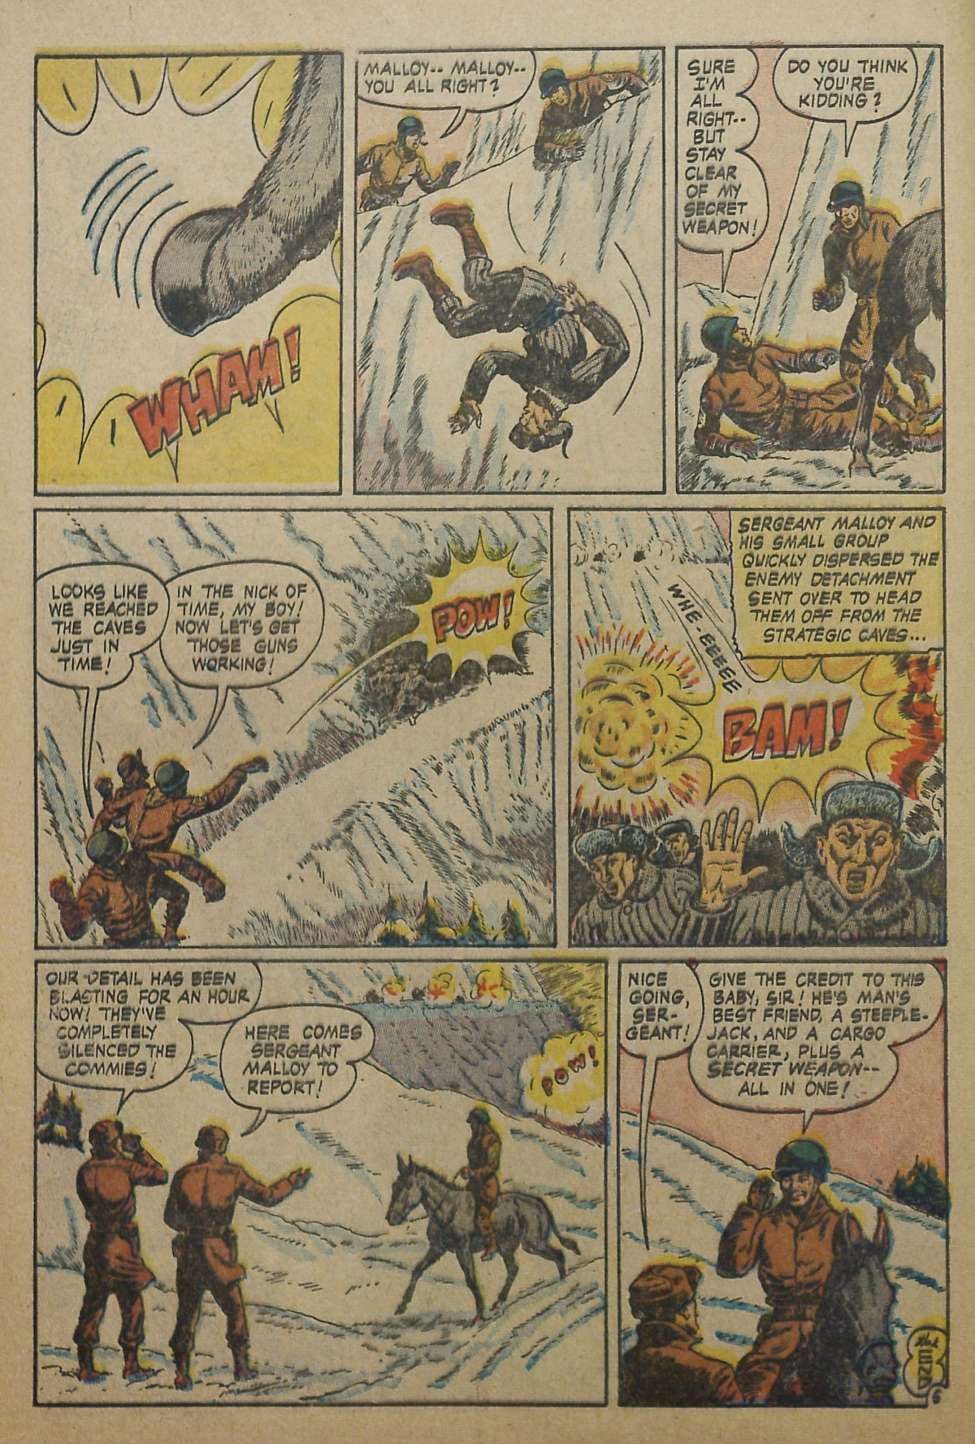 WHAM!
MALLOY-- MALLOY--
YOU ALL RIGHT?
SURE
I'M
ALL
RIGHT--
BUT
STAY
CLEAR
OF MY
SECRET
WEAPON!
DO YOU THINK
YOU'RE
KIDDING?
LOOKS LIKE
WE REACHED
THE CAVES
JUST IN
TIME!
IN THE NICK OF
TIME, MY BOY!
NOW LET'S GET
THOSE GUNS
WORKING!
POW!
SERGEANT MALLOY AND
HIS SMALL GROUP
QUICKLY DISPERSED THE
ENEMY DETACHMENT
SENT OVER TO HEAD
THEM OFF FROM THE
STRATEGIC CAVES...
WHE-EEEEE
BAM!
OUR DETAIL HAS BEEN
BLASTING FOR AN HOUR
NOW! THEY'VE
COMPLETELY
SILENCED THE
COMMIES!
HERE COMES
SERGEANT
MALLOY TO
REPORT!
POW!
NICE
GOING,
SER-
GEANT!
GIVE THE CREDIT TO THIS
BABY, SIR! HE'S MAN'S
BEST FRIEND, A STEEPLE-
JACK, AND A CARGO
CARRIER, PLUS A
SECRET WEAPON--
ALL IN ONE!
6